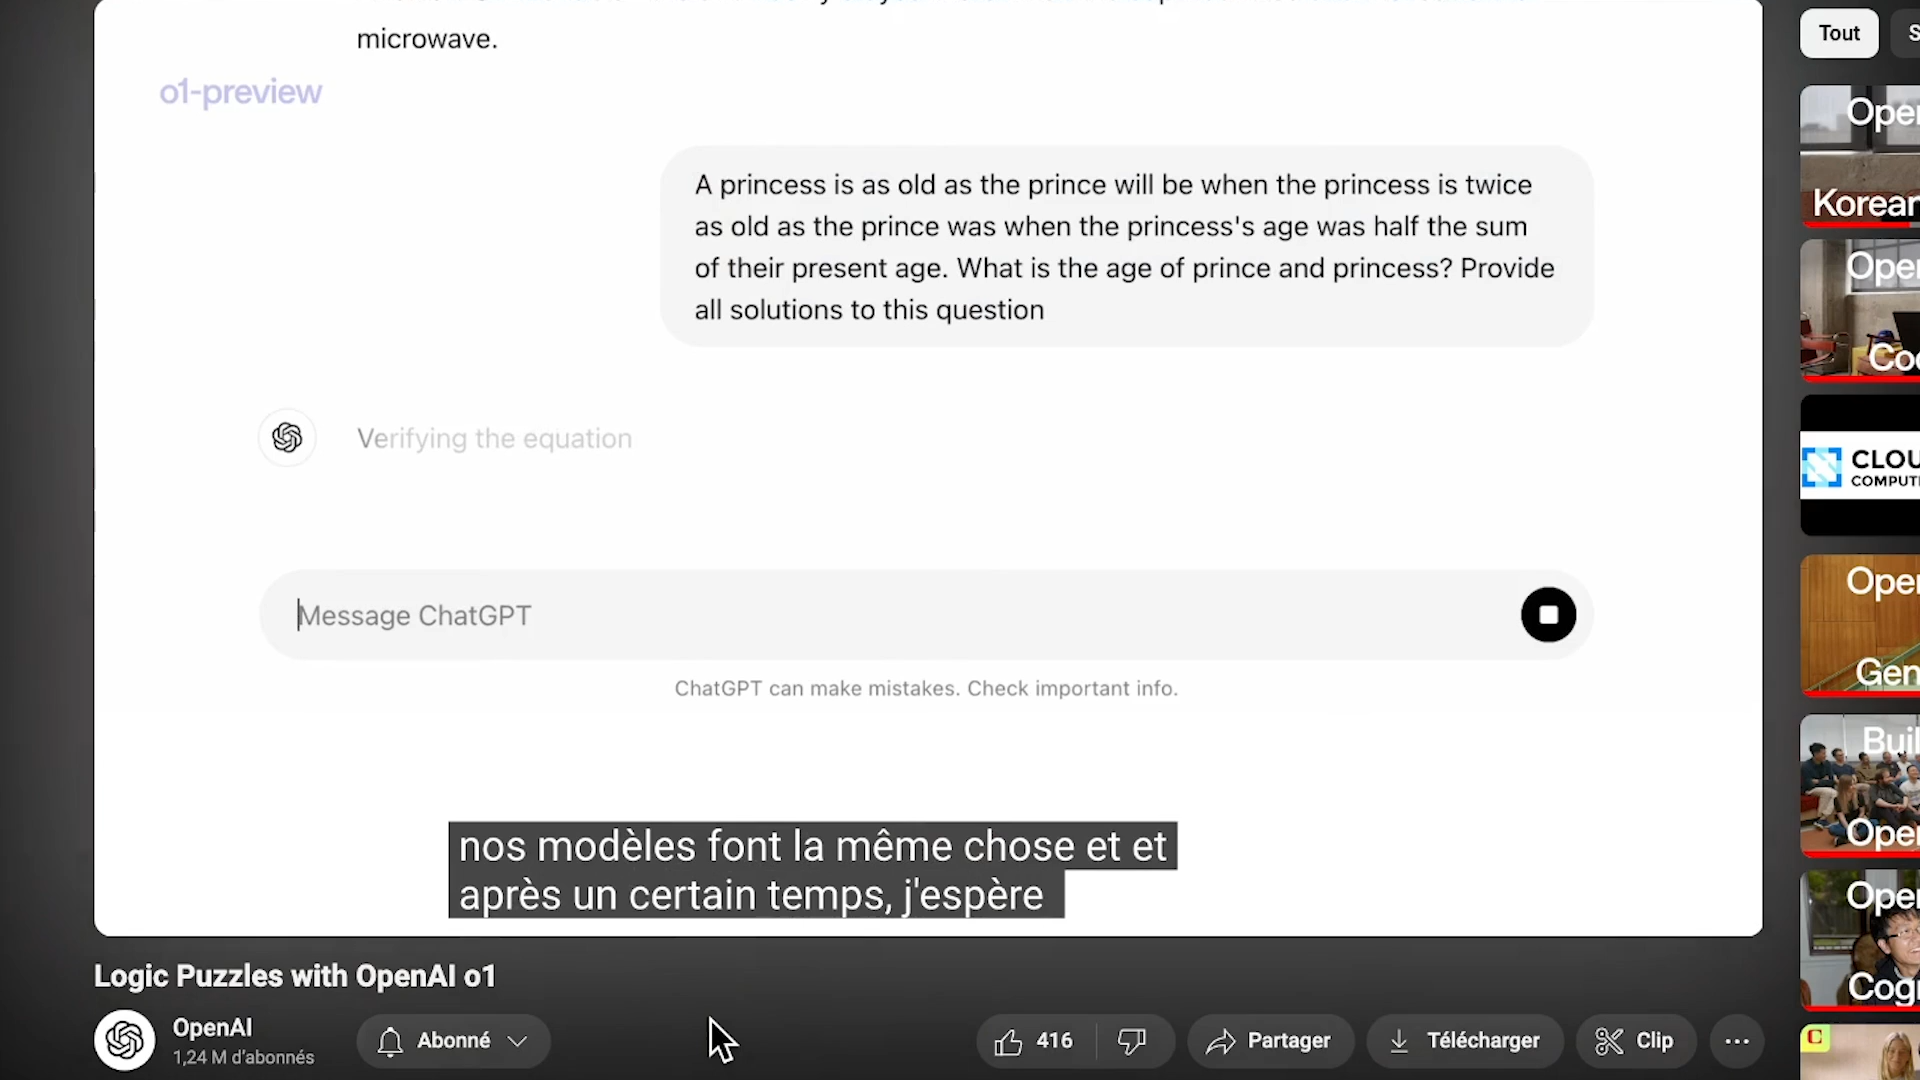 microwave.
o1-preview
A princess is as old as the prince will be when the princess is twice
as old as the prince was when the princess's age was half the sum
of their present age. What is the age of prince and princess? Provide
all solutions to this question
Verifying the equation
Message ChatGPT
ChatGPT can make mistakes. Check important info.
nos modèles font la même chose et et
après un certain temps, j'espère
Logic Puzzles with OpenAI o1
OpenAI
1,24 M d'abonnés
Abonné
416
Partager
Télécharger
Clip
Tout
Korean